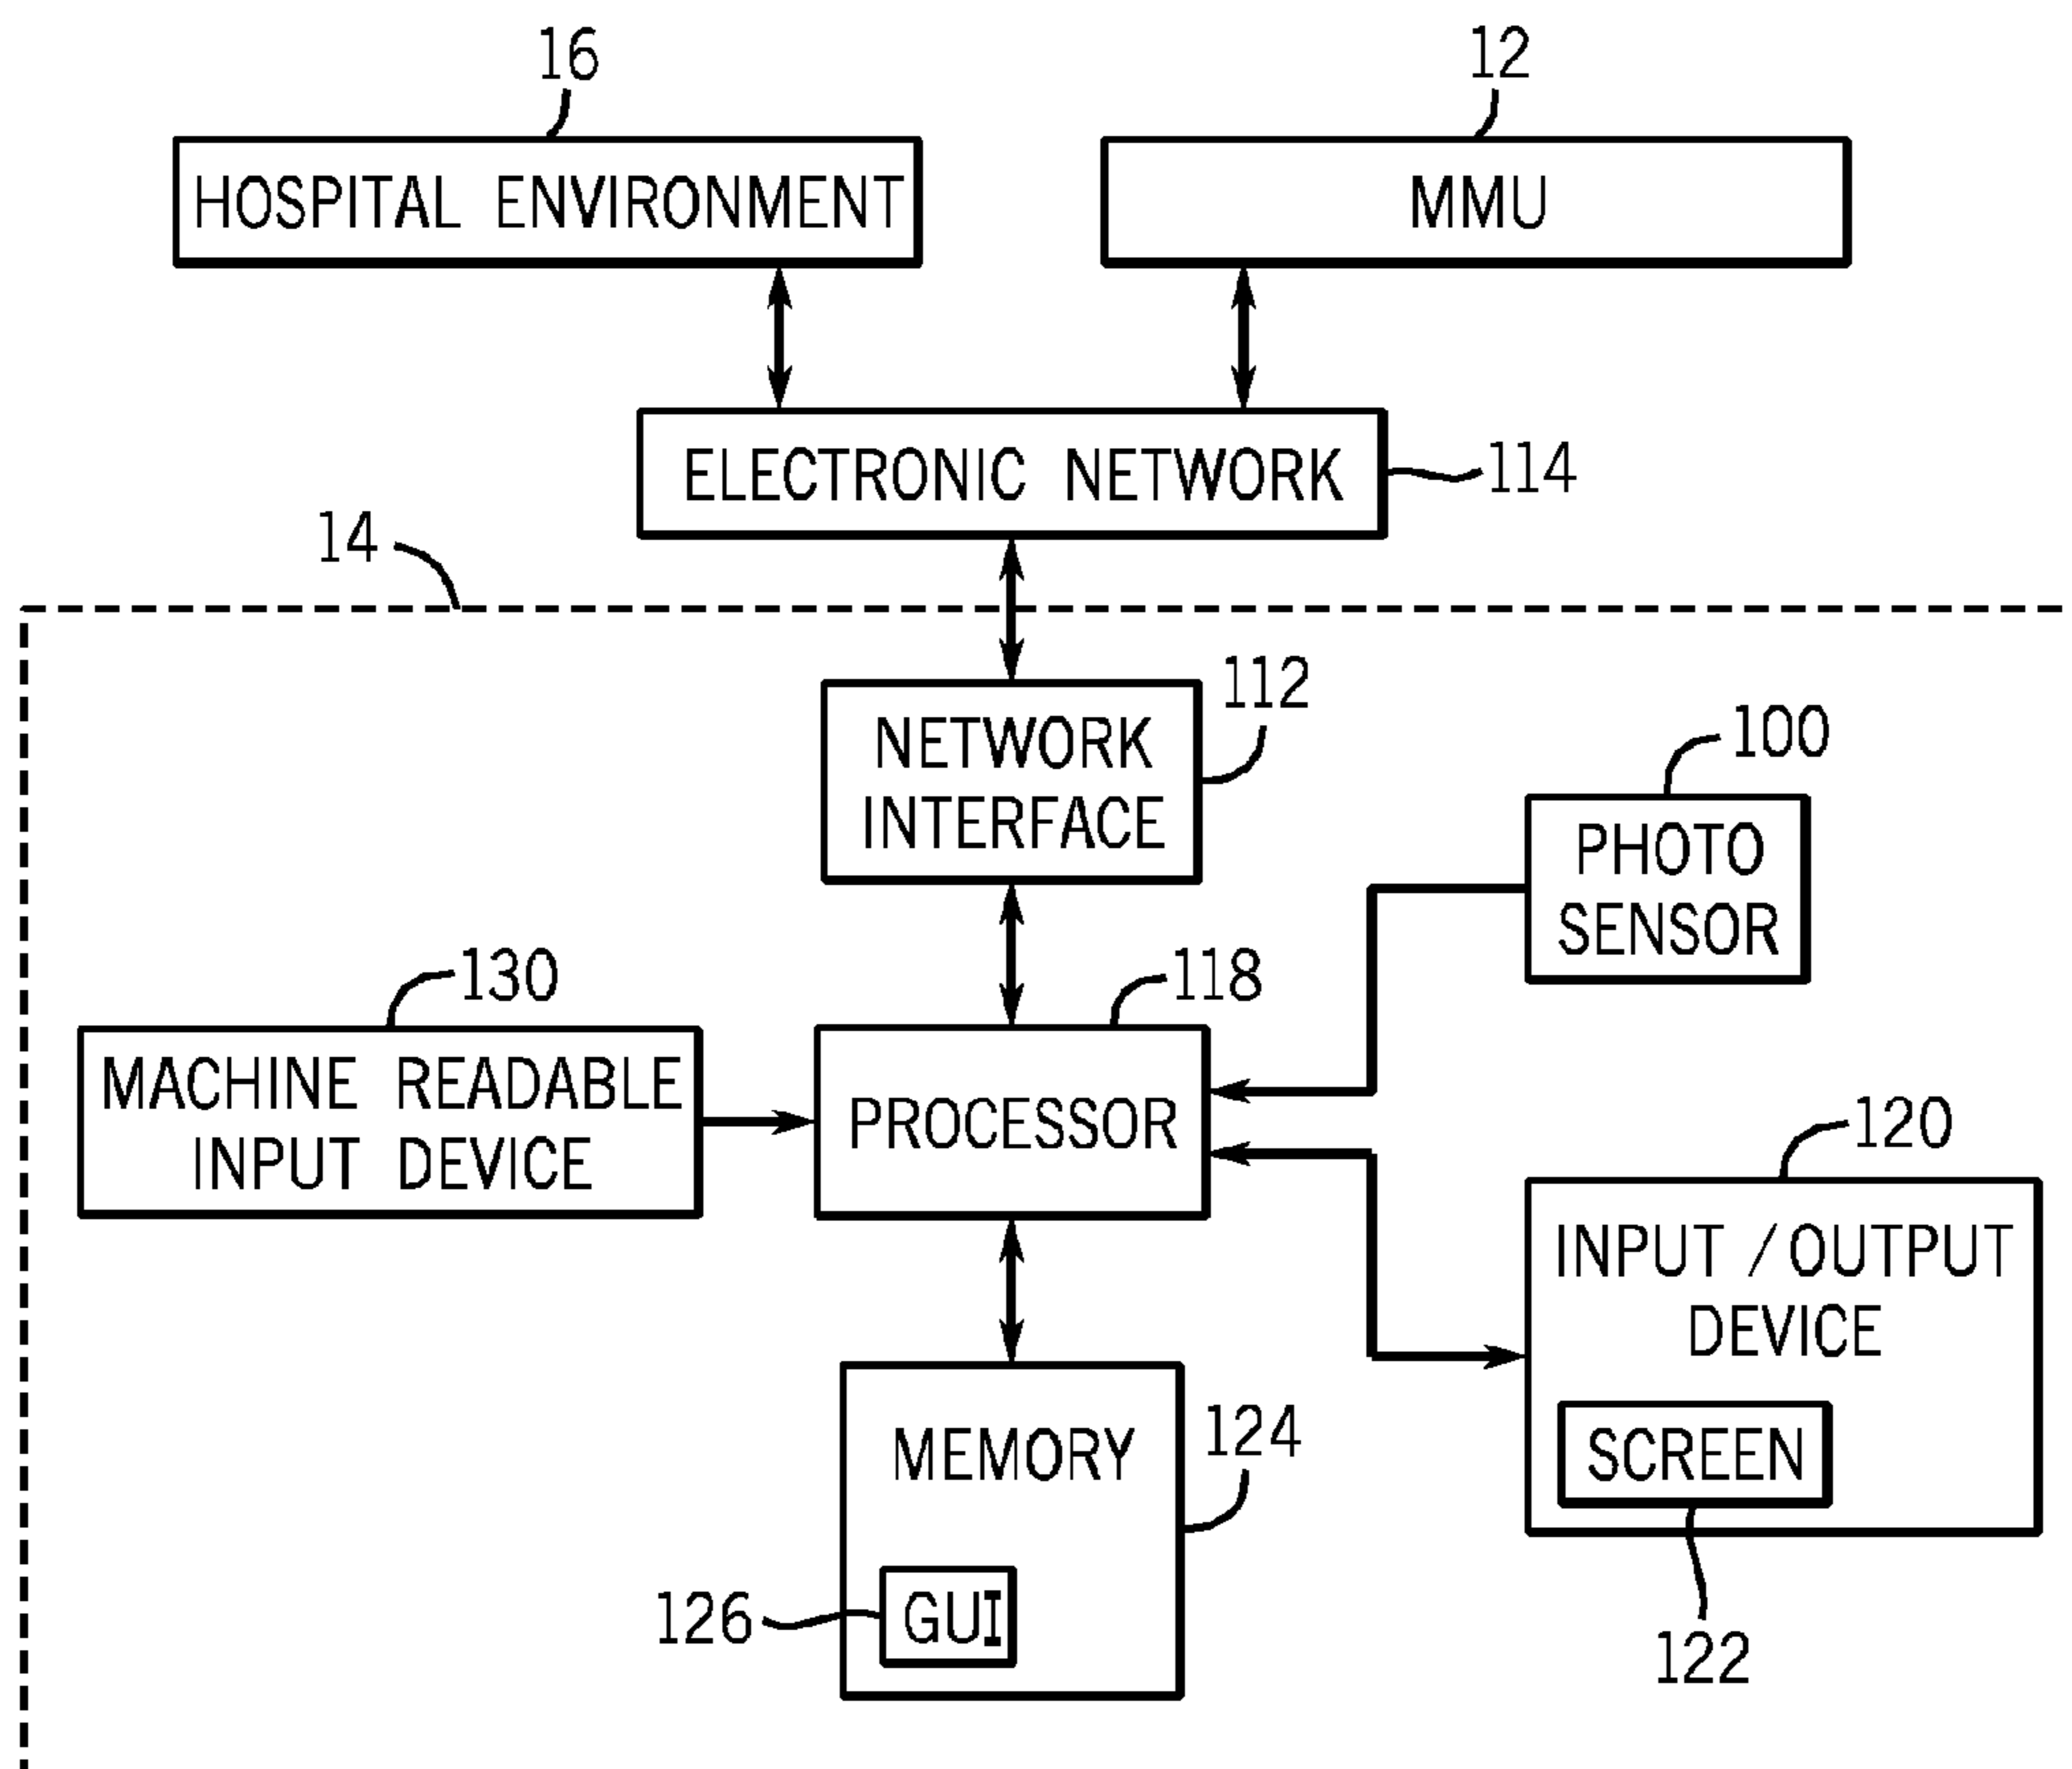 16
12
HOSPITAL ENVIRONMENT
MMU
ELECTRONIC NETWORK
114
14
112
NETWORK
INTERFACE
100
PHOTO
SENSOR
130
118
MACHINE READABLE
INPUT DEVICE
PROCESSOR
120
INPUT / OUTPUT
DEVICE
SCREEN
124
MEMORY
126
GUI
122